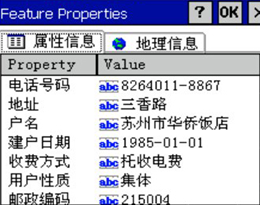 Feature Properties ? OK ×
属性信息 地理信息
Property Value
电话号码 abc 8264011-8867
地址 abc 三香路
户名 abc 苏州市华侨饭店
建户日期 abc 1985-01-01
收费方式 abc 托收电费
用户性质 abc 集体
邮政编码 abc 215004